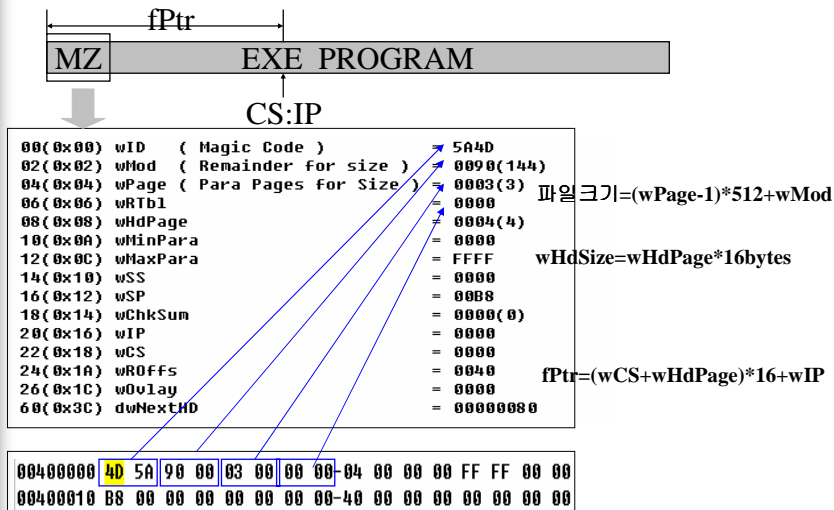 fPtr
MZ EXE PROGRAM
CS:IP
00(0x00) wID ( Magic Code ) = 5A4D
02(0x02) wMod ( Remainder for size ) = 0090(144)
04(0x04) wPage ( Para Pages for Size ) = 0003(3)
파일크기=(wPage-1)*512+wMod
06(0x06) wRTbl = 0000
08(0x08) wHdPage = 0004(4)
10(0x0A) wMinPara = 0000
12(0x0C) wMaxPara = FFFF
wHdSize=wHdPage*16bytes
14(0x10) wSS = 0000
16(0x12) wSP = 00B8
18(0x14) wChkSum = 0000(0)
20(0x16) wIP = 0000
22(0x18) wCS = 0000
24(0x1A) wROffs = 0040
fPtr=(wCS+wHdPage)*16+wIP
26(0x1C) wOvlay = 0000
60(0x3C) dwNextHD = 00000080
00400000 4D 5A 90 00 03 00 00 00-04 00 00 00 FF FF 00 00
00400010 B8 00 00 00 00 00 00 00-40 00 00 00 00 00 00 00